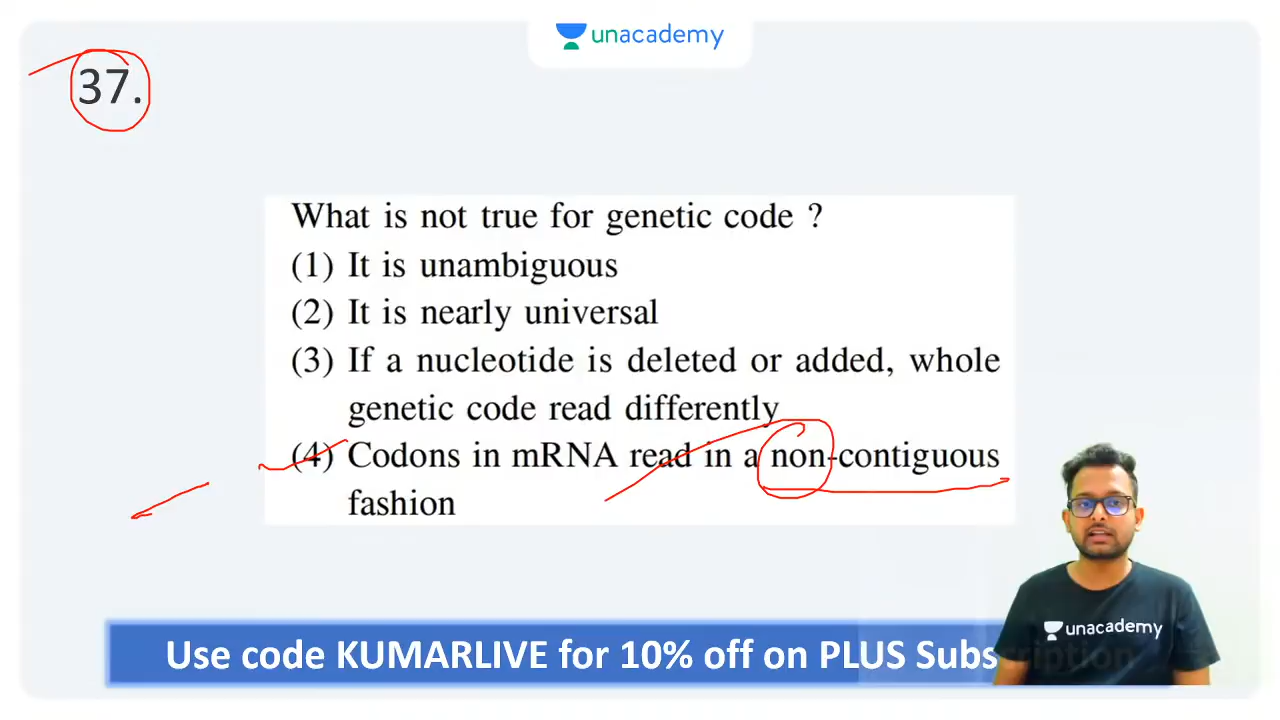 unacademy
37.
What is not true for genetic code ?
(1) It is unambiguous
(2) It is nearly universal
(3) If a nucleotide is deleted or added, whole
genetic code read differently
(4) Codons in mRNA read in a non-contiguous
fashion
unacademy
Use code KUMARLIVE for 10% off on PLUS Subscription